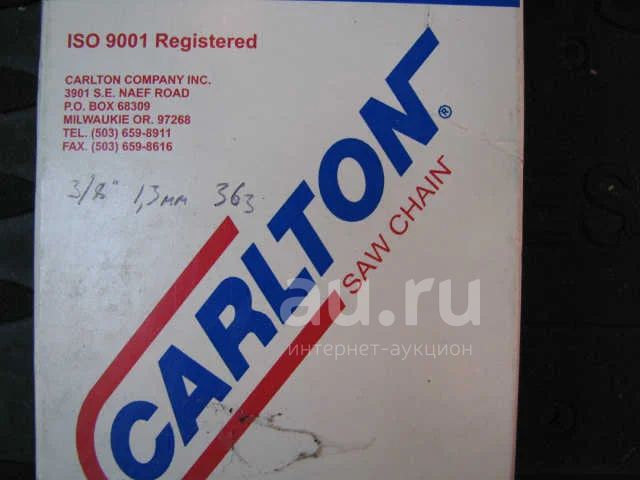 ISO 9001 Registered
CARLTON COMPANY INC.
3901 S.E. NAEF ROAD
P.O. BOX 68309
MILWAUKIE OR. 97268
TEL. (503) 659-8911
FAX. (503) 659-8616
3/8" 1,3мм 36з
CARLTON®
SAW CHAIN
au.ru
интернет-аукцион